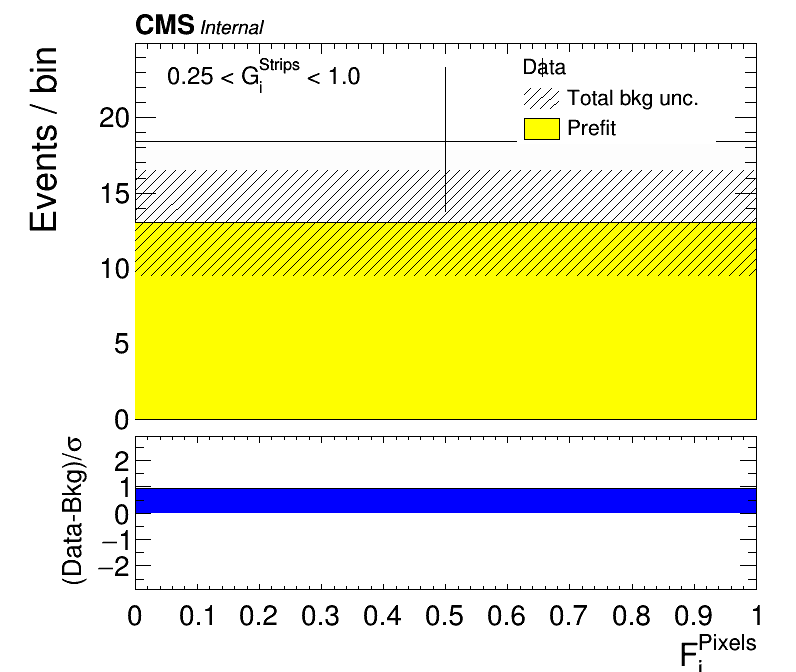 CMS Internal
Events / bin
0.25 < G_i^Strips < 1.0
Data
Total bkg unc.
Prefit
20
15
10
5
0
(Data-Bkg)/σ
2
1
0
−1
−2
0 0.1 0.2 0.3 0.4 0.5 0.6 0.7 0.8 0.9 1
F_i^Pixels